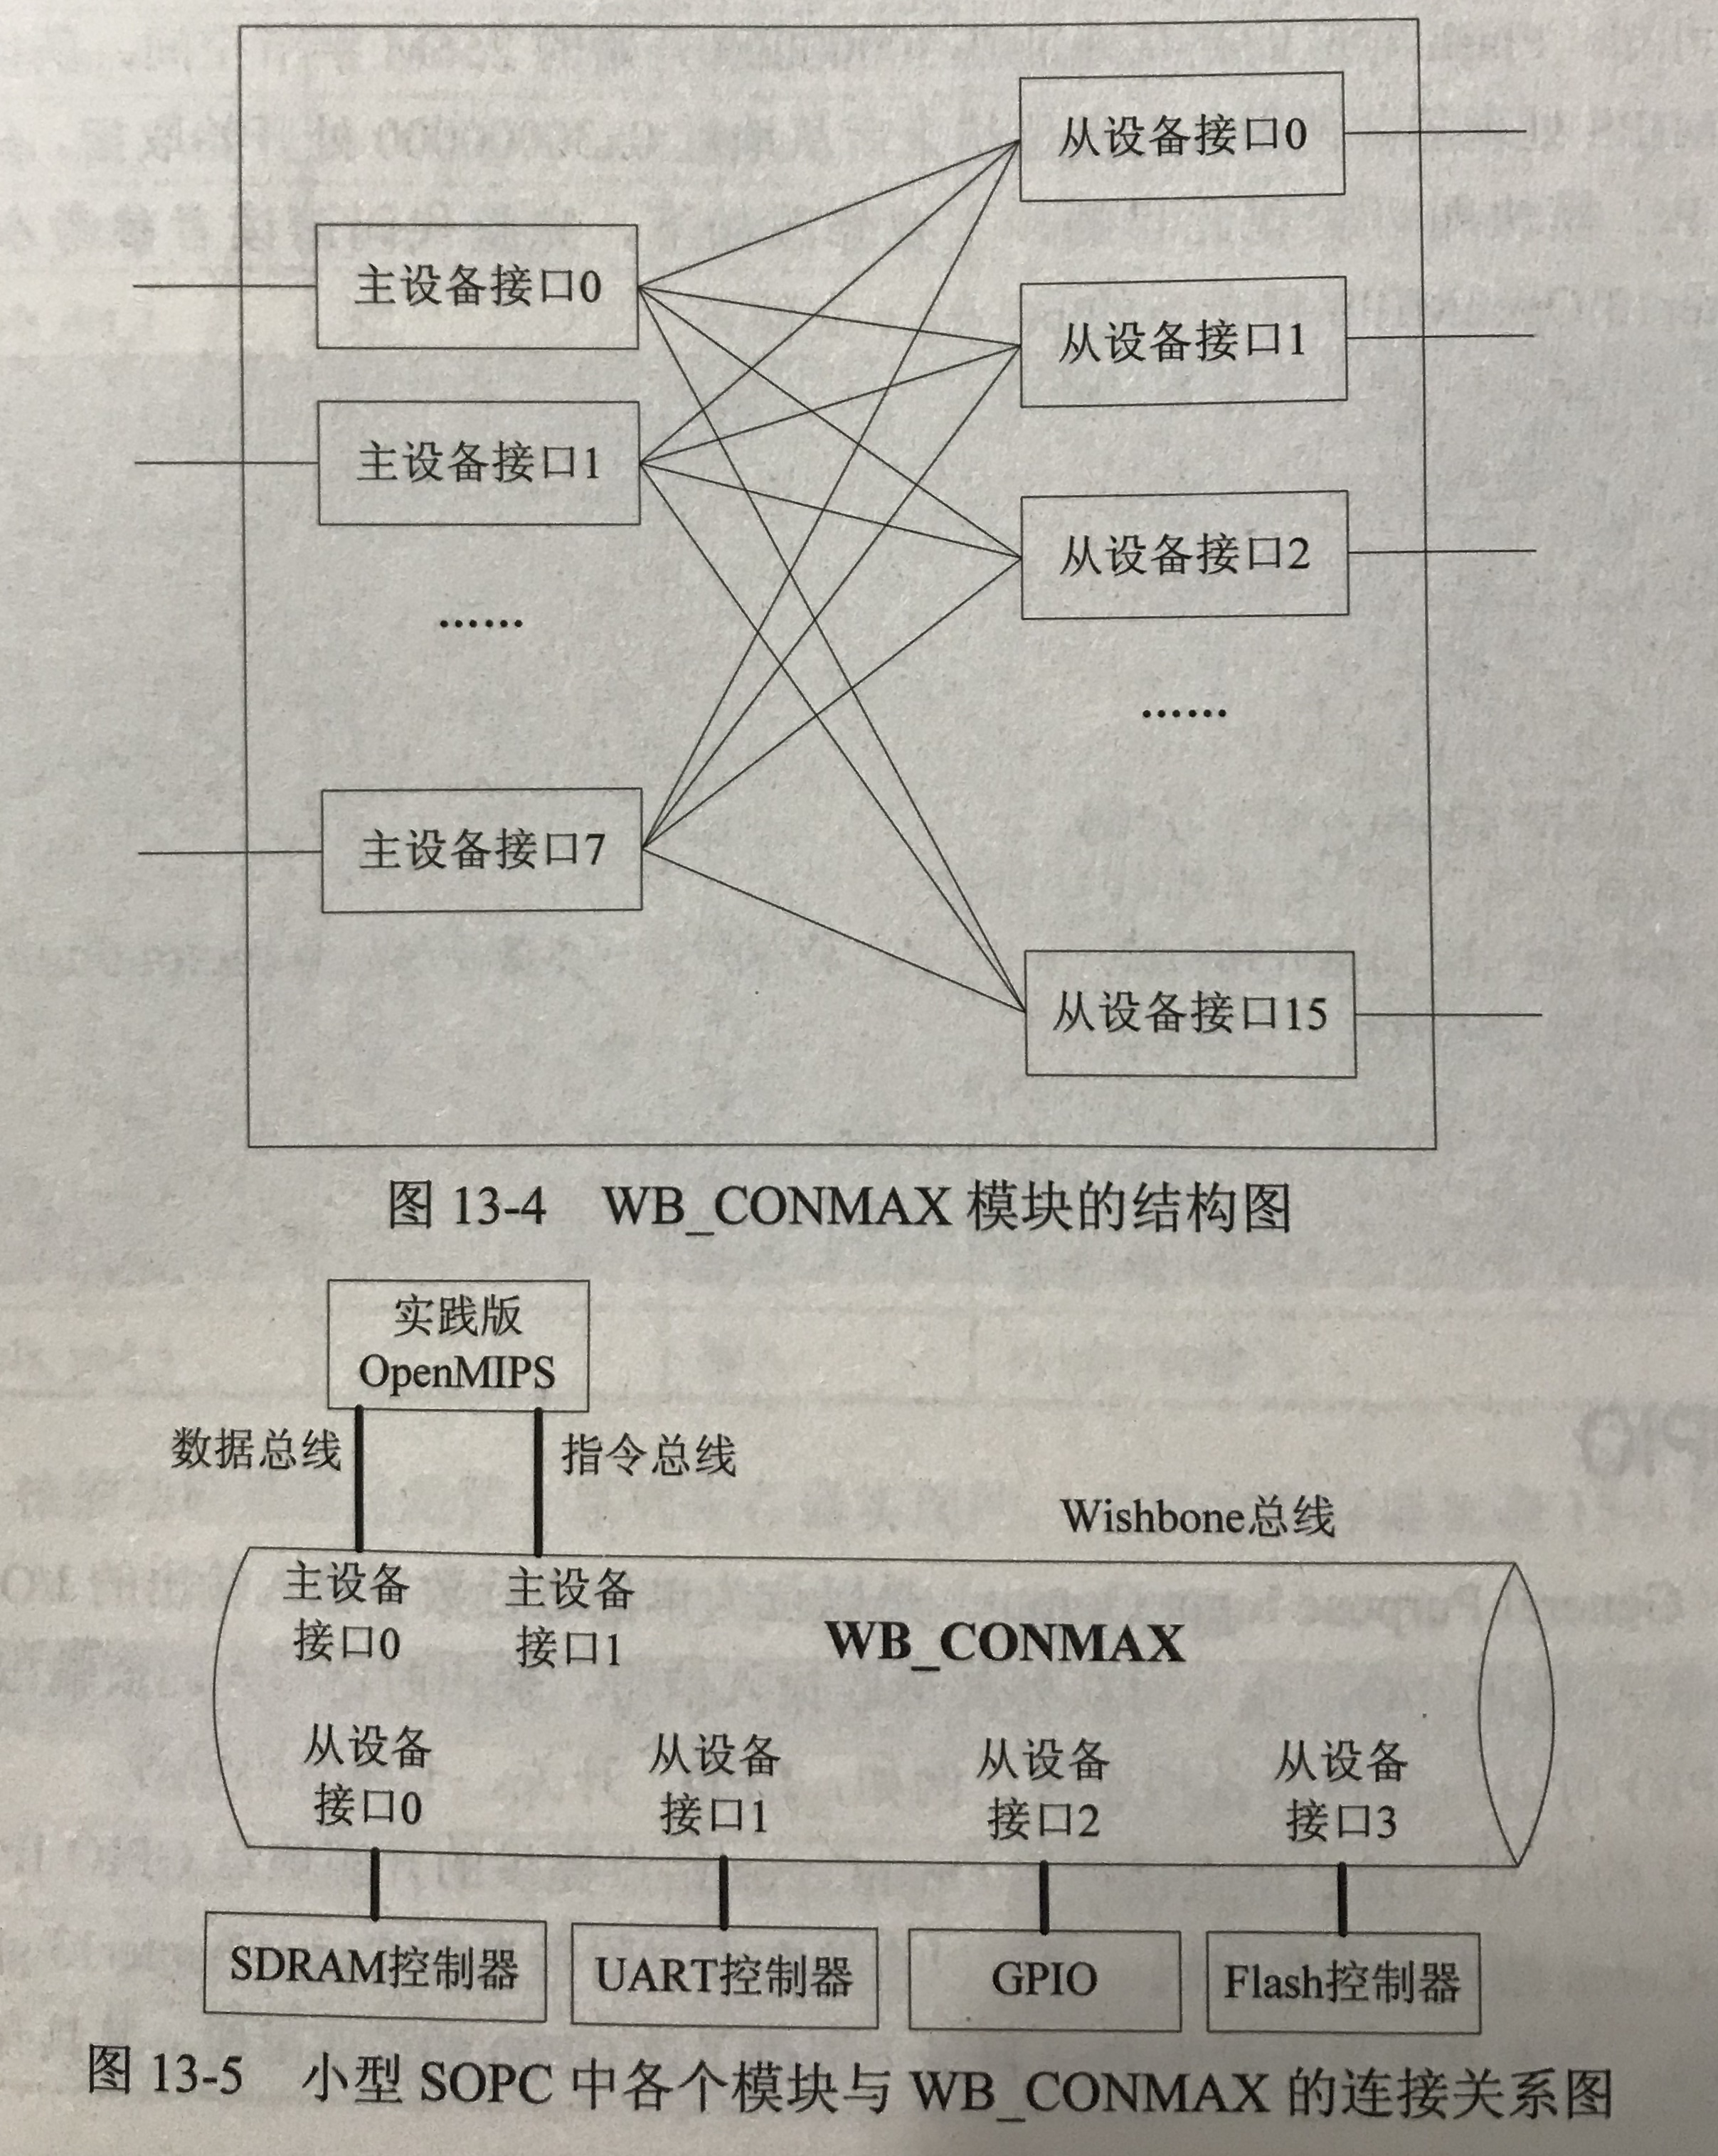 从设备接口0
主设备接口0
从设备接口1
主设备接口1
从设备接口2
……
……
主设备接口7
从设备接口15
图 13-4 WB_CONMAX 模块的结构图
实践版
OpenMIPS
数据总线
指令总线
Wishbone总线
主设备
接口0
主设备
接口1
WB_CONMAX
从设备
接口0
从设备
接口1
从设备
接口2
从设备
接口3
SDRAM控制器
UART控制器
GPIO
Flash控制器
图 13-5 小型 SOPC 中各个模块与 WB_CONMAX 的连接关系图